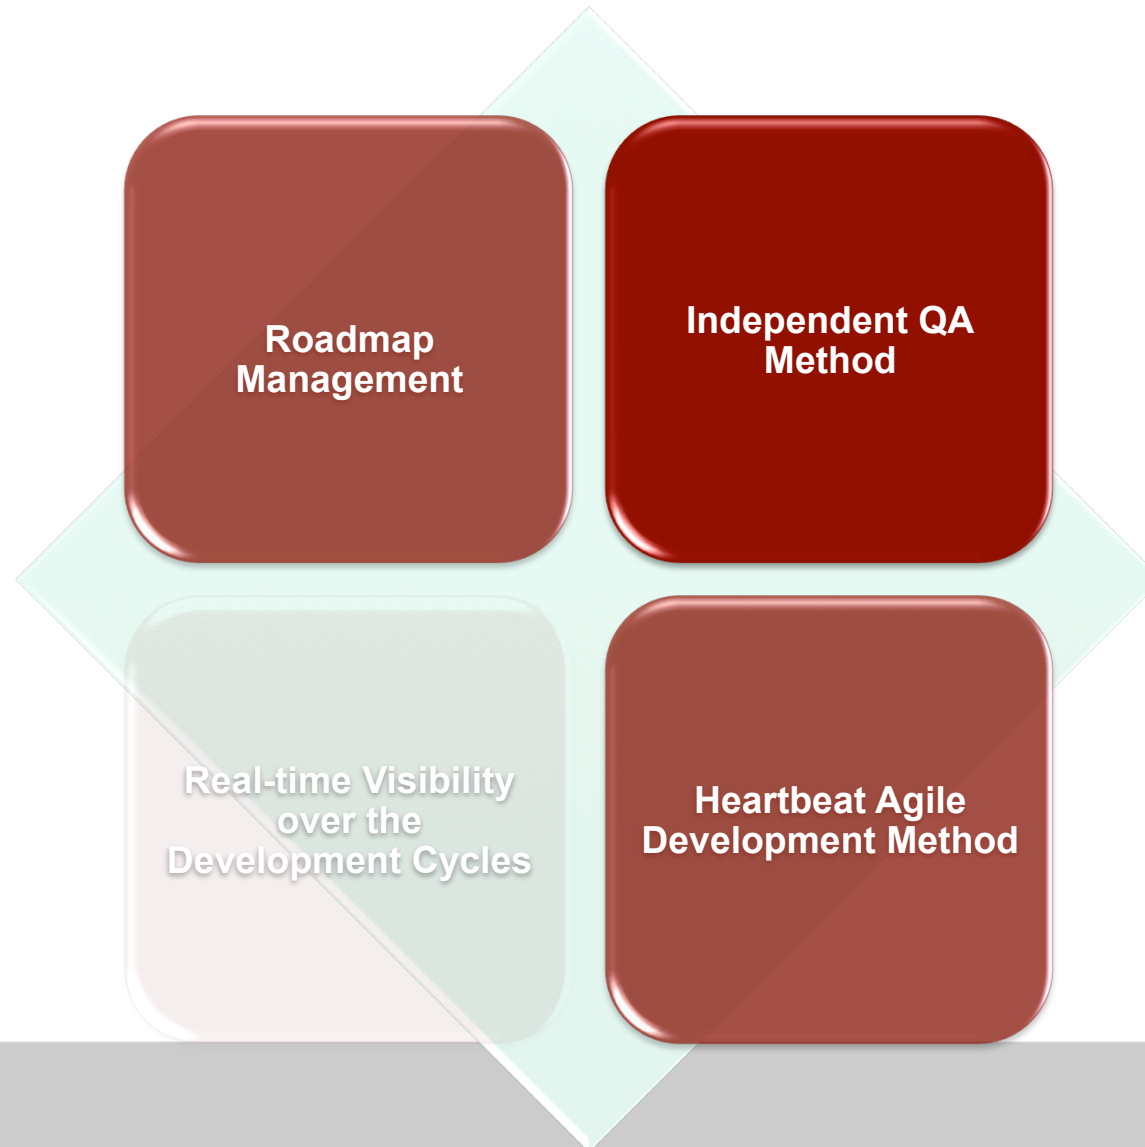 Roadmap
Management
Independent QA
Method
Real-time Visibility
over the
Development Cycles
Heartbeat Agile
Development Method